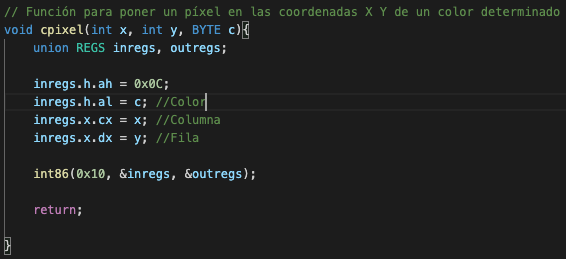 // Función para poner un píxel en las coordenadas X Y de un color determinado
void cpixel(int x, int y, BYTE c){
union REGS inregs, outregs;
inregs.h.ah = 0x0C;
inregs.h.al = c; //Color
inregs.x.cx = x; //Columna
inregs.x.dx = y; //Fila
int86(0x10, &inregs, &outregs);
return;
}